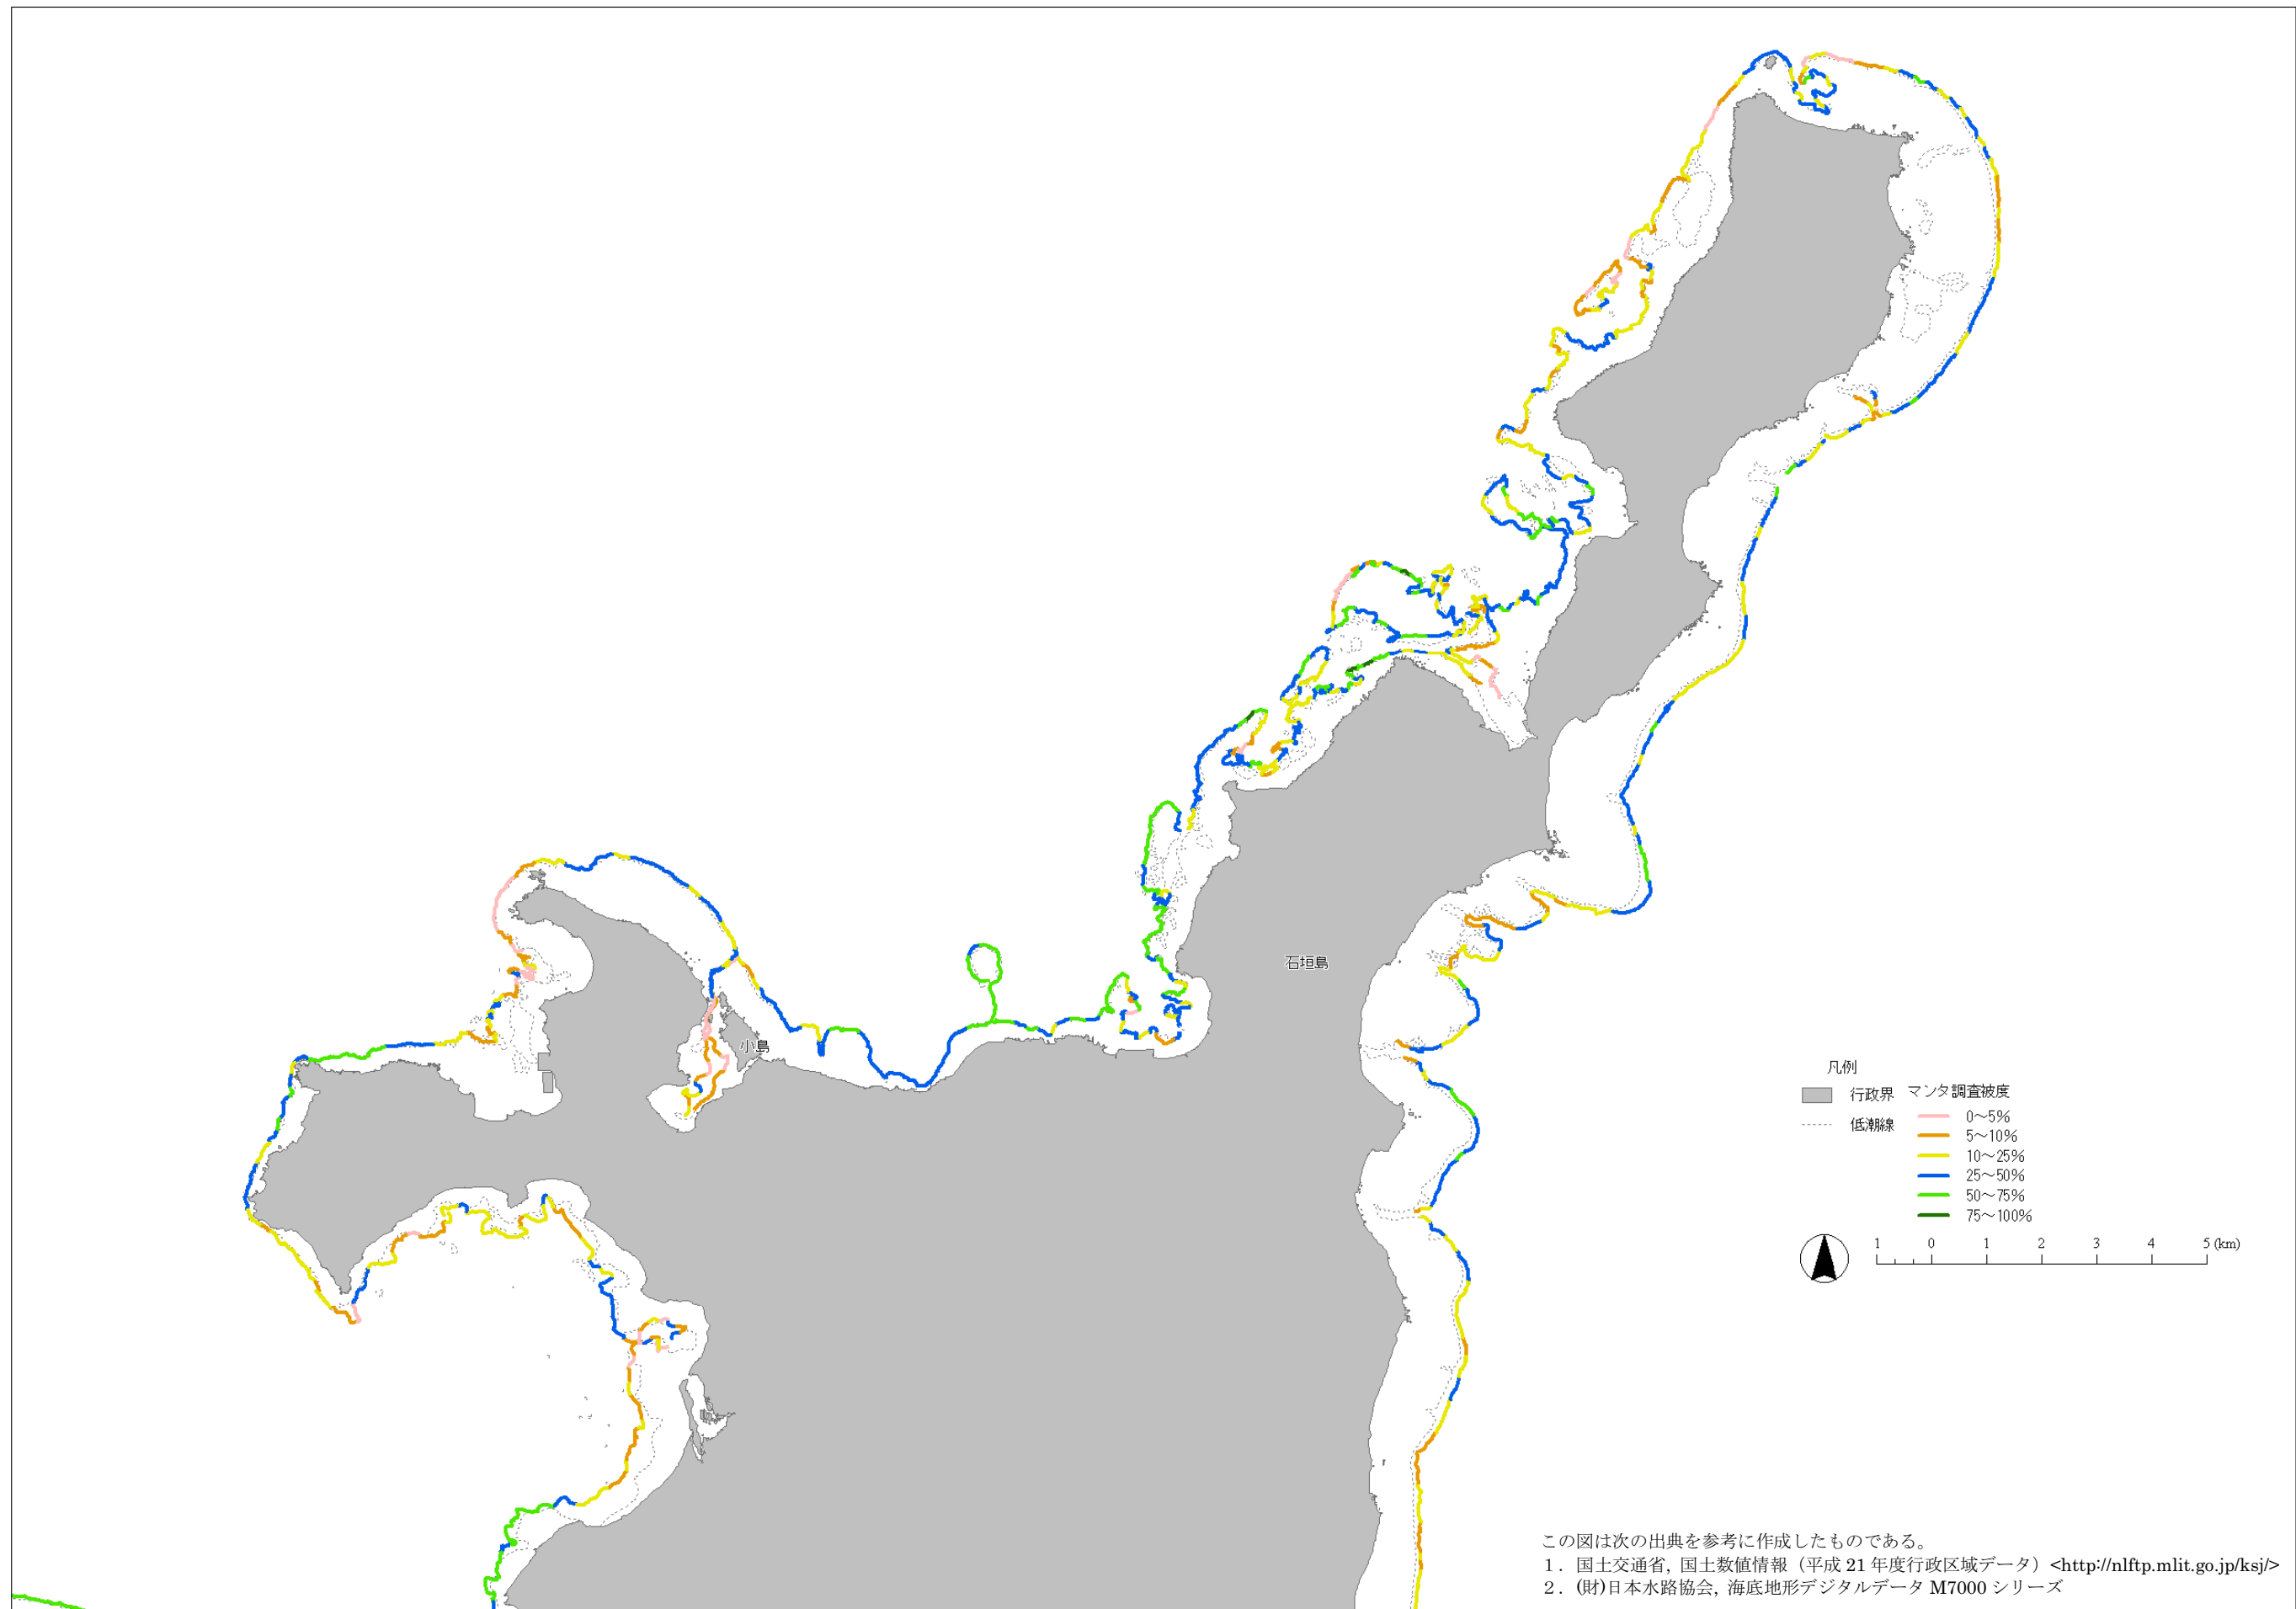 石垣島
小島
凡例
行政界 マンタ調査被度
低潮線
0～5%
5～10%
10～25%
25～50%
50～75%
75～100%
1 0 1 2 3 4 5 (km)
この図は次の出典を参考に作成したものである。
1．国土交通省, 国土数値情報（平成 21 年度行政区域データ）<http://nlftp.mlit.go.jp/ksj/>
2．(財)日本水路協会, 海底地形デジタルデータ M7000 シリーズ